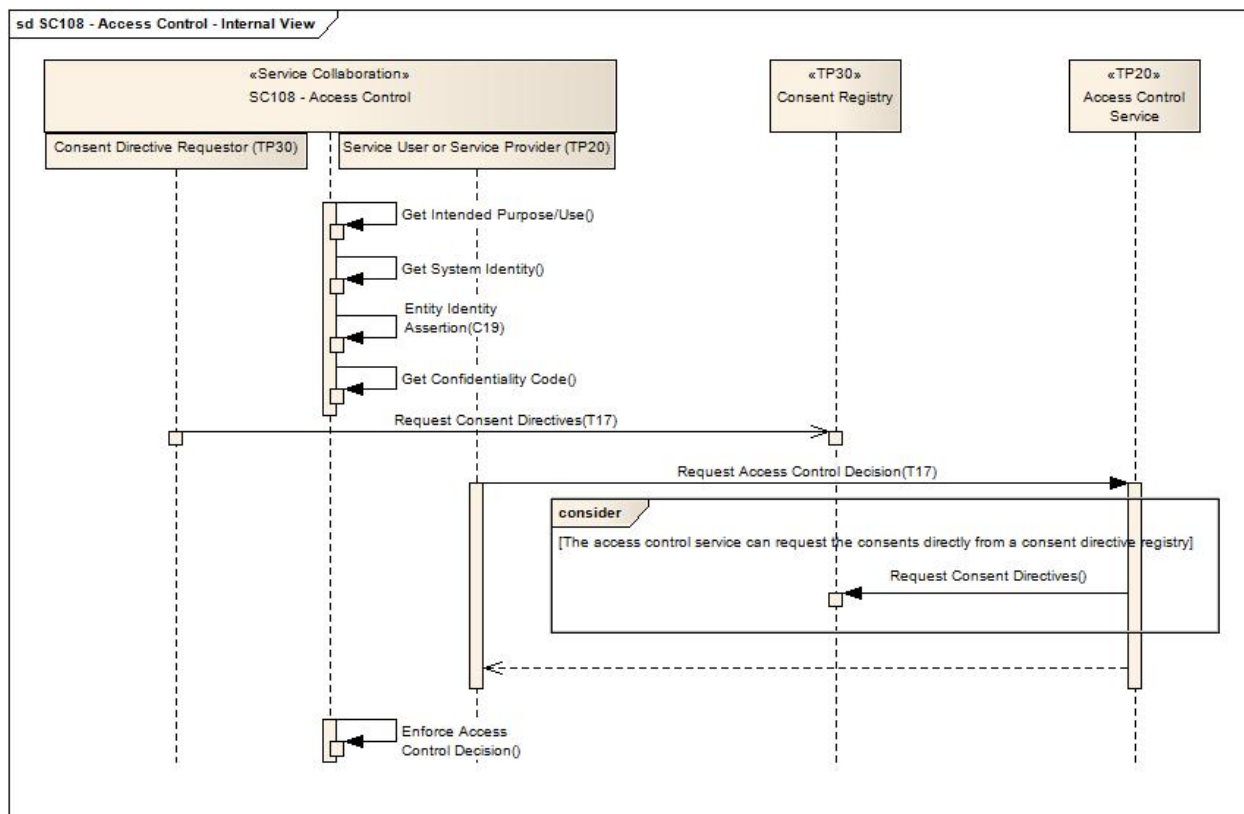 sd SC108 - Access Control - Internal View
«Service Collaboration»
SC108 - Access Control
«TP30»
Consent Registry
«TP20»
Access Control
Service
Consent Directive Requestor (TP30)
Service User or Service Provider (TP20)
Get Intended Purpose/Use()
Get System Identity()
Entity Identity
Assertion(C19)
Get Confidentiality Code()
Request Consent Directives(T17)
Request Access Control Decision(T17)
consider
[The access control service can request the consents directly from a consent directive registry]
Request Consent Directives()
Enforce Access
Control Decision()